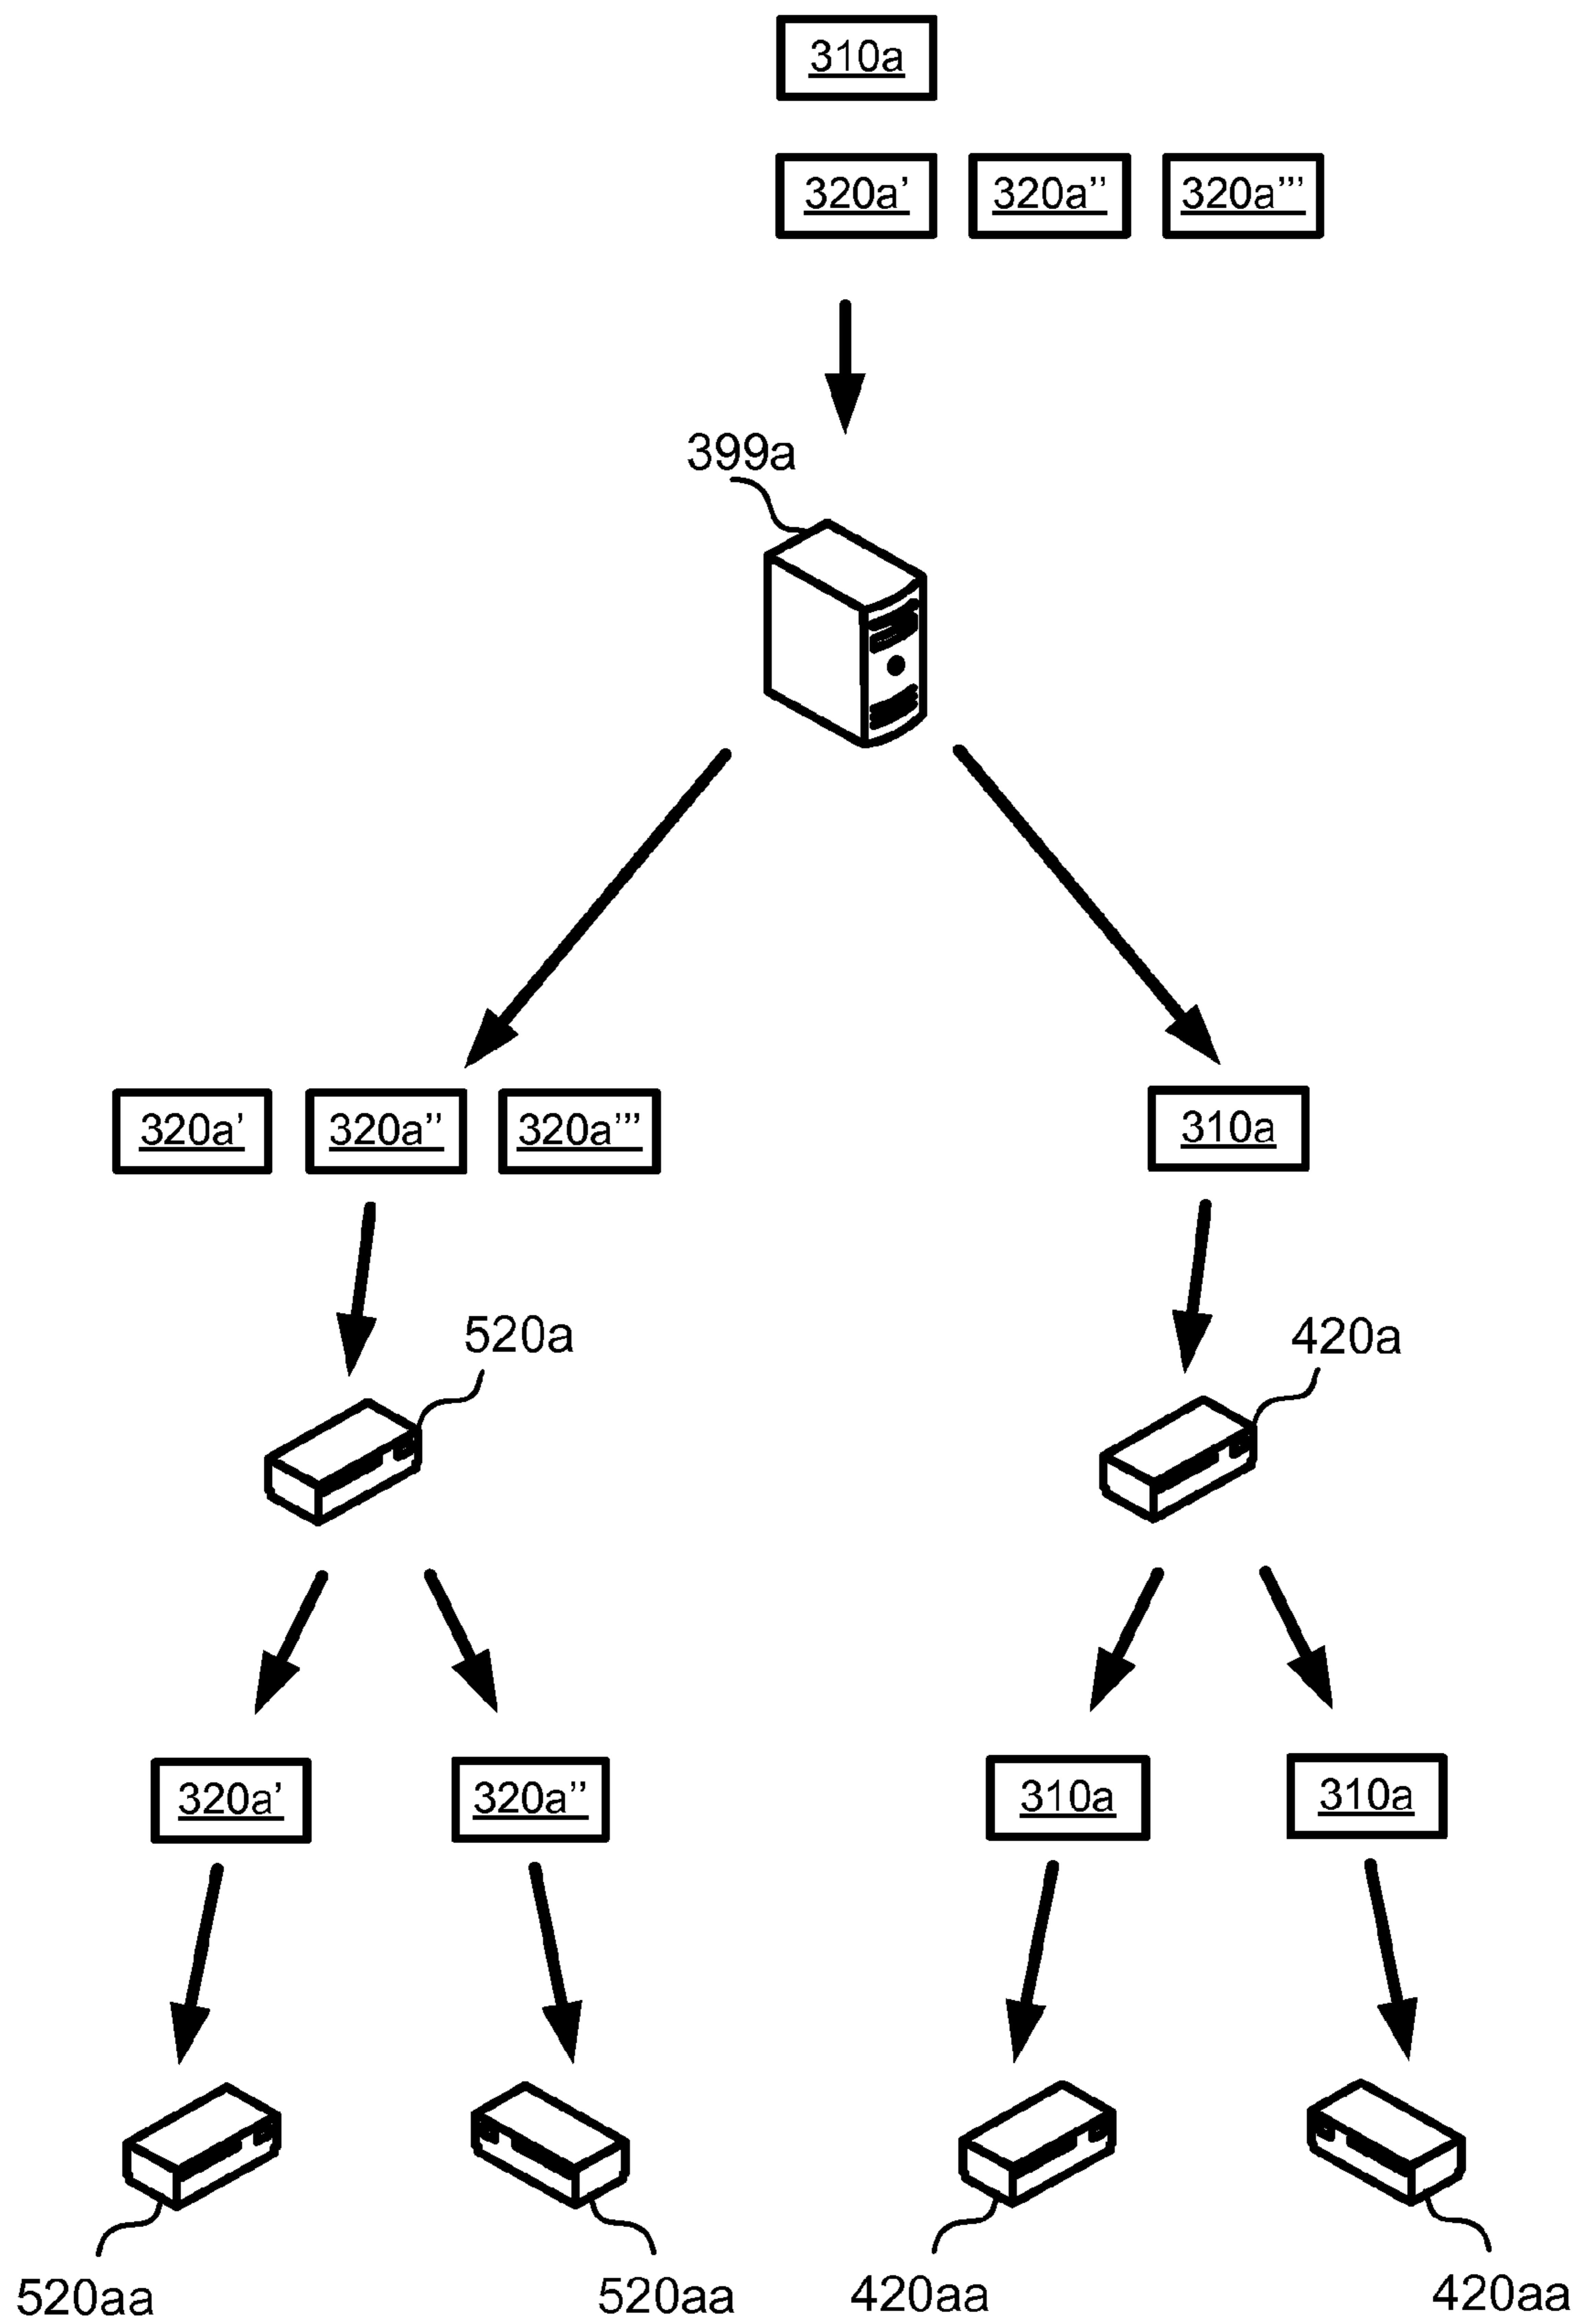 310a
320a’ 320a’’ 320a’’’
399a
320a’ 320a’’ 320a’’’ 310a
520a 420a
320a’ 320a’’ 310a 310a
520aa 520aa 420aa 420aa